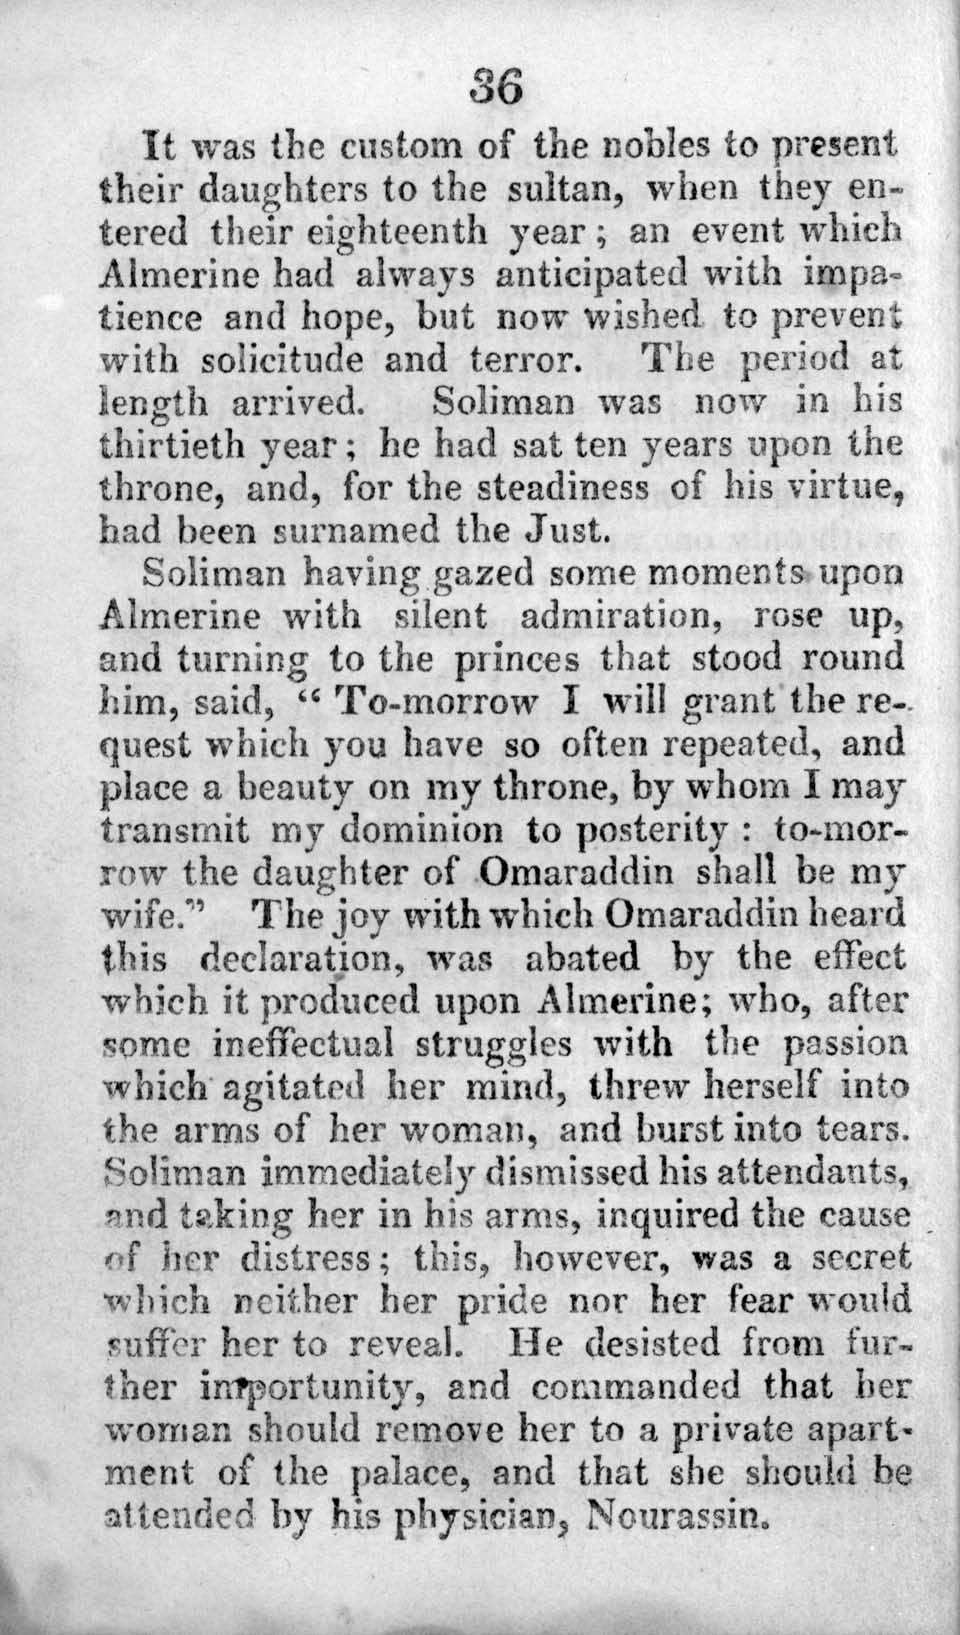 36
It was the custom of the nobles to present
their daughters to the sultan, when they en-
tered their eighteenth year ; an event which
Almerine had always anticipated with impa-
tience and hope, but now wished to prevent
with solicitude and terror. The period at
length arrived. Soliman was now in his
thirtieth year ; he had sat ten years upon the
throne, and, for the steadiness of his virtue,
had been surnamed the Just.
Soliman having gazed some moments upon
Almerine with silent admiration, rose up,
and turning to the princes that stood round
him, said, “ To-morrow I will grant the re-
quest which you have so often repeated, and
place a beauty on my throne, by whom I may
transmit my dominion to posterity : to-mor-
row the daughter of Omaraddin shall be my
wife.” The joy with which Omaraddin heard
this declaration, was abated by the effect
which it produced upon Almerine; who, after
some ineffectual struggles with the passion
which agitated her mind, threw herself into
the arms of her woman, and burst into tears.
Soliman immediately dismissed his attendants,
and taking her in his arms, inquired the cause
of her distress ; this, however, was a secret
which neither her pride nor her fear would
suffer her to reveal. He desisted from fur-
ther importunity, and commanded that her
woman should remove her to a private apart-
ment of the palace, and that she should be
attended by his physician, Nourassin.